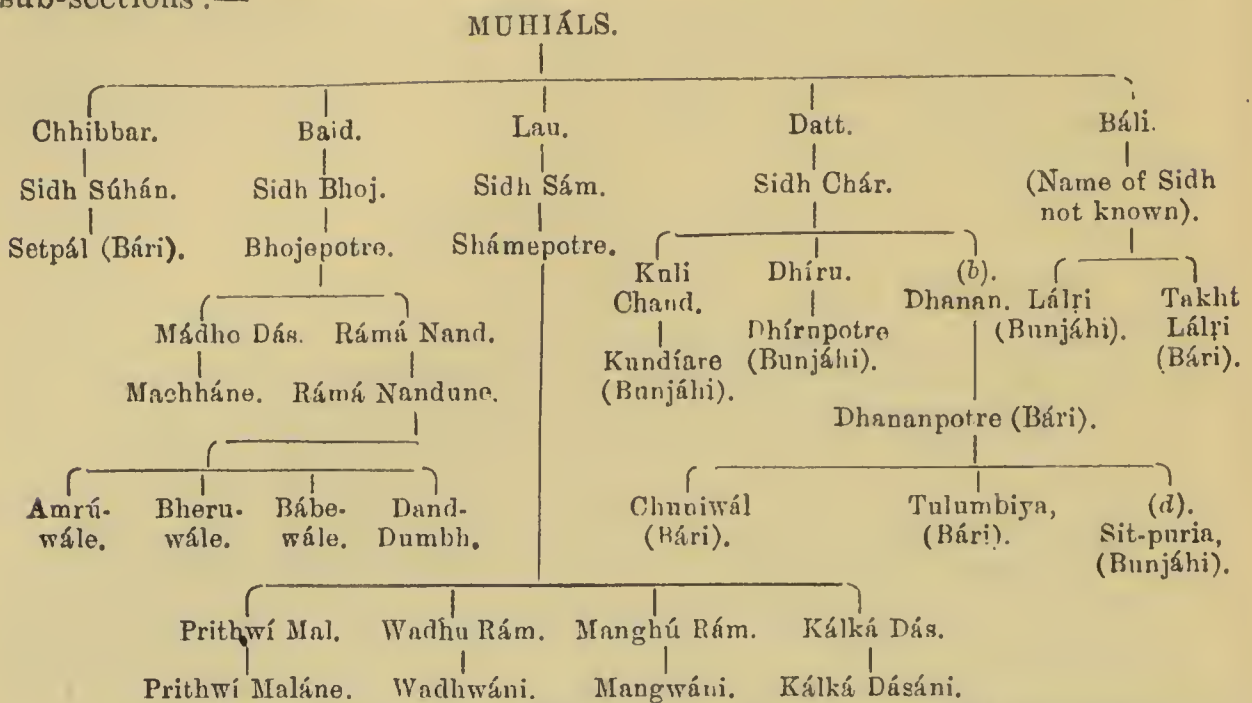 sub-sections:—
MUHIÁLS.
Chhibbar. Baid. Lau. Datt. Báli.
Sidh Súhán. Sidh Bhoj. Sidh Sám. Sidh Chár. (Name of Sidh
not known).
Setpál (Bári). Bhojepotre. Shámepotre.
Kuli Dhíru. (b).
Chand. Dhanan. Lálṛi Takht
(Bunjáhi). Lálṛi
(Bári).
Mádho Dás. Rámá Nand. Dhírupotre
Kundíare (Bunjáhi).
(Bunjáhi).
Machháne. Rámá Nandune.
Dhananpotre (Bári).
Amrú- Bheru- Bábe- Dand- Chuniwál Tulumbiya, (d).
wále. wále. wále. Dumbh. (Bári). (Bári). Sit-puria,
(Bunjáhi).
Prithwí Mal. Wadhu Rám. Manghú Rám. Kálká Dás.
Prithwí Maláne. Wadhwáni. Mangwáni. Kálká Dásáni.